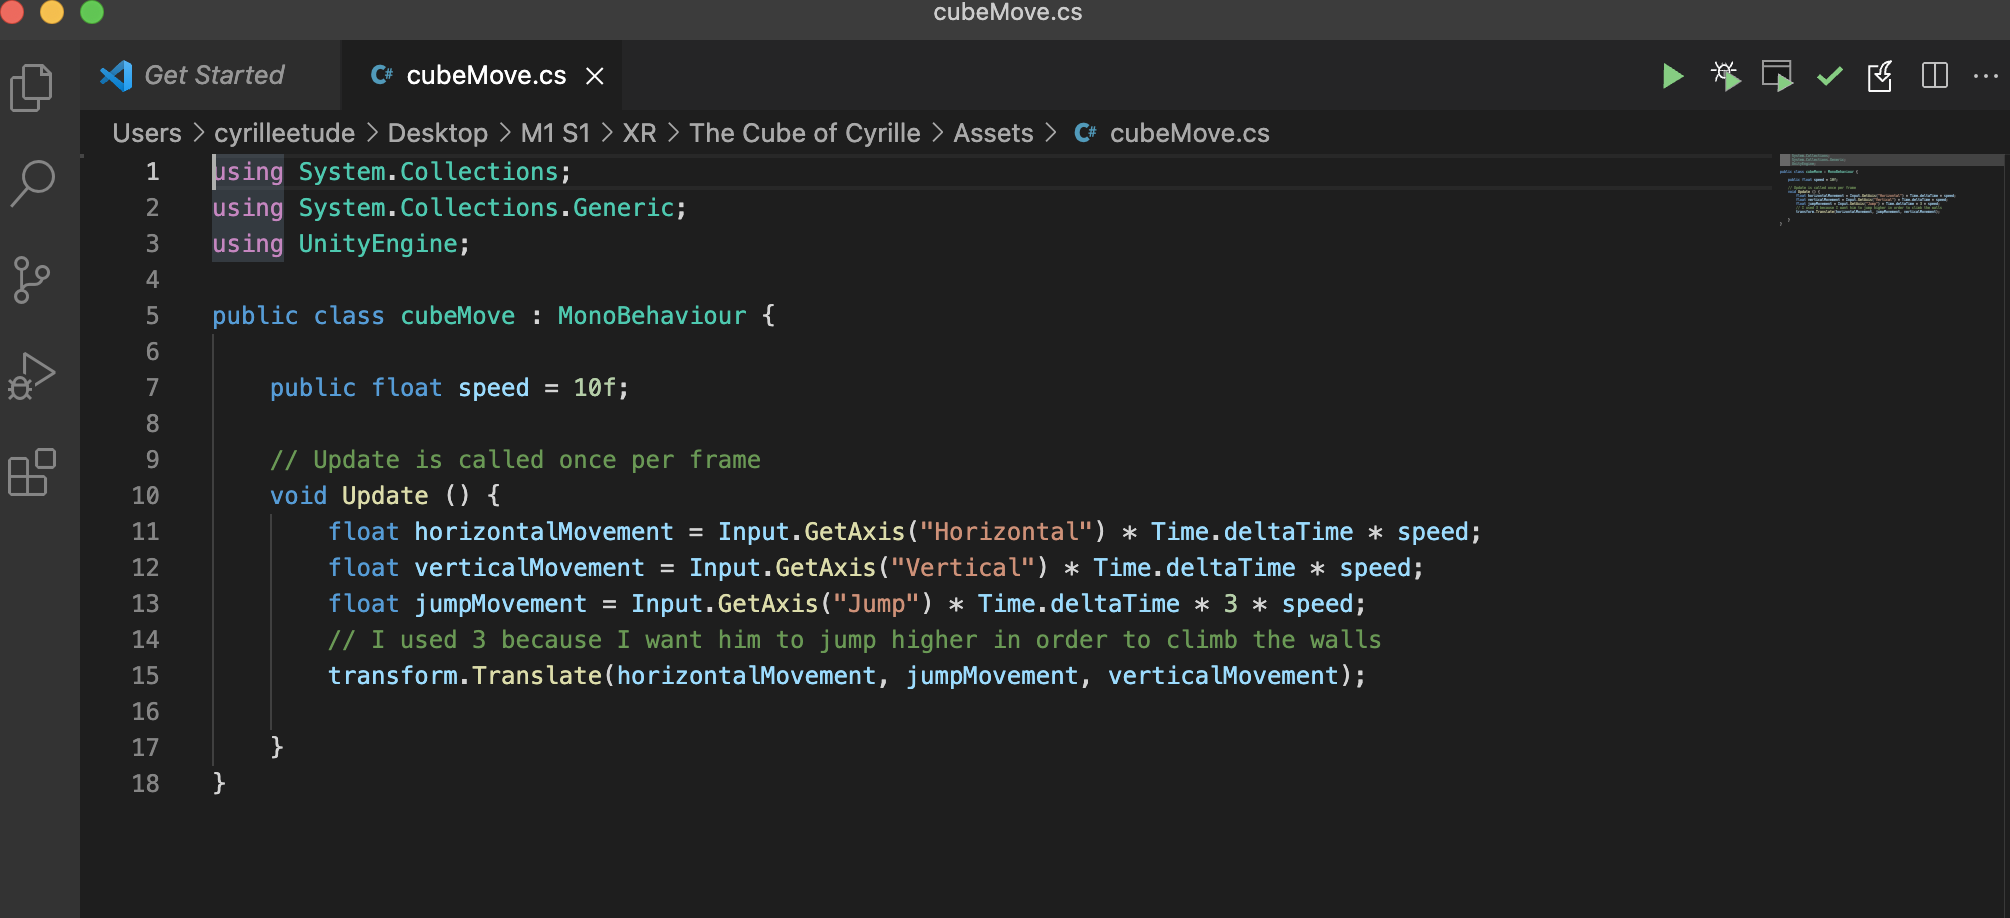 cubeMove.cs
Get Started
C# cubeMove.cs
Users > cyrilleetude > Desktop > M1 S1 > XR > The Cube of Cyrille > Assets > C# cubeMove.cs
1 using System.Collections;
2 using System.Collections.Generic;
3 using UnityEngine;
4
5 public class cubeMove : MonoBehaviour {
6
7 public float speed = 10f;
8
9 // Update is called once per frame
10 void Update () {
11 float horizontalMovement = Input.GetAxis("Horizontal") * Time.deltaTime * speed;
12 float verticalMovement = Input.GetAxis("Vertical") * Time.deltaTime * speed;
13 float jumpMovement = Input.GetAxis("Jump") * Time.deltaTime * 3 * speed;
14 // I used 3 because I want him to jump higher in order to climb the walls
15 transform.Translate(horizontalMovement, jumpMovement, verticalMovement);
16
17 }
18 }